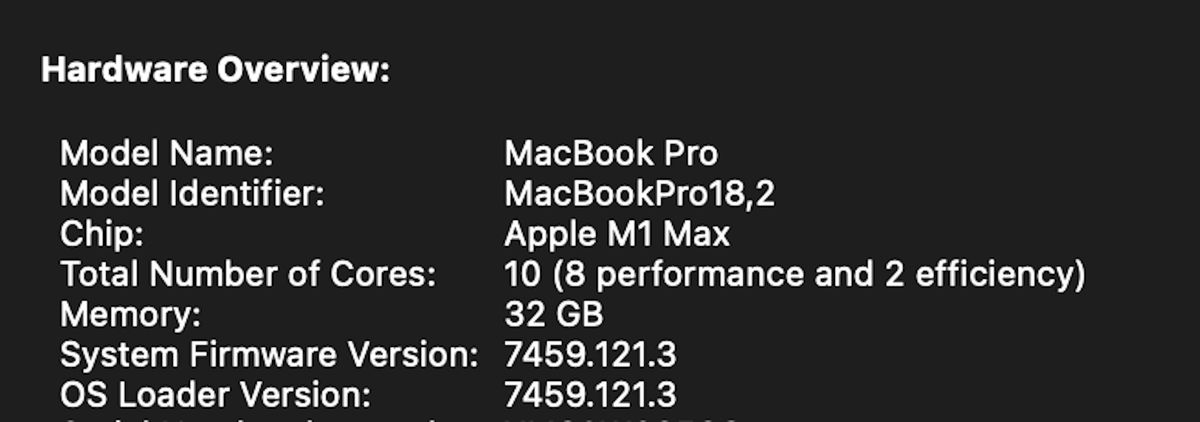 Hardware Overview:
Model Name: MacBook Pro
Model Identifier: MacBookPro18,2
Chip: Apple M1 Max
Total Number of Cores: 10 (8 performance and 2 efficiency)
Memory: 32 GB
System Firmware Version: 7459.121.3
OS Loader Version: 7459.121.3